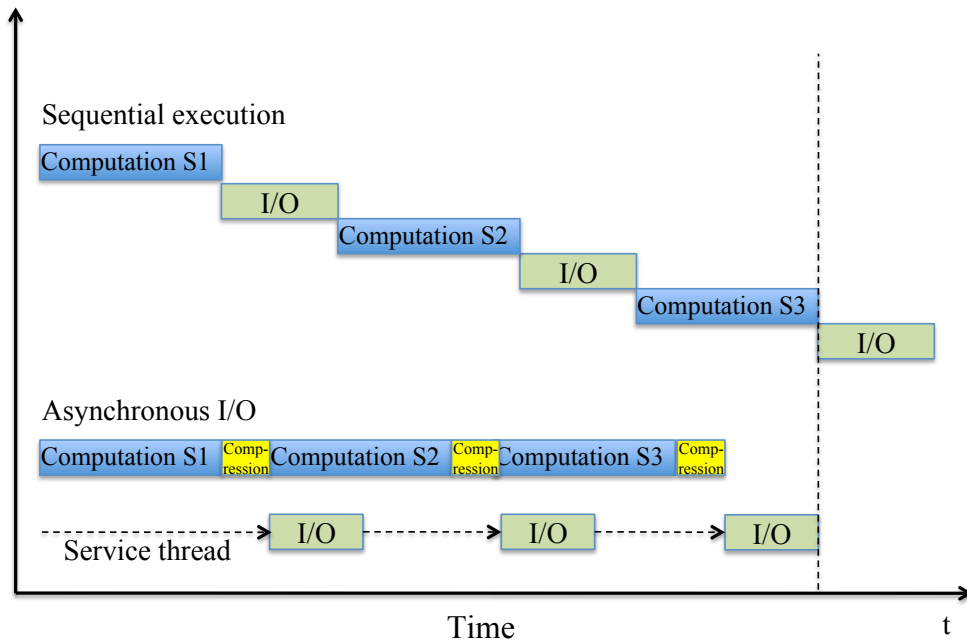 Sequential execution
Computation S1
I/O
Computation S2
I/O
Computation S3
I/O
Asynchronous I/O
Computation S1
Comp-
ression
Computation S2
Comp-
ression
Computation S3
Comp-
ression
I/O
I/O
I/O
Service thread
Time
t